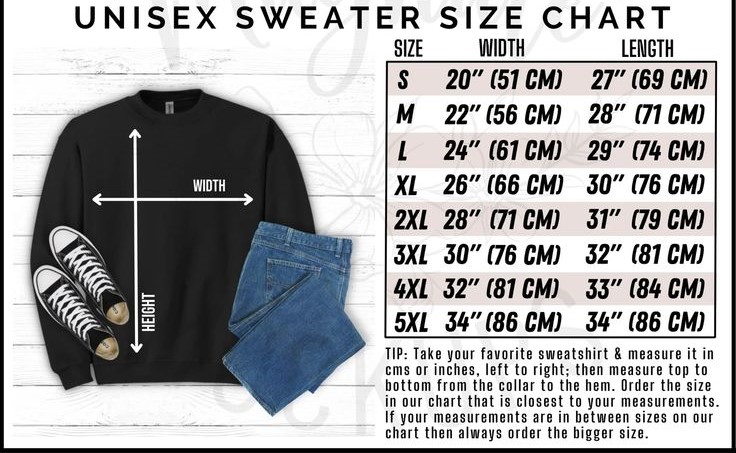 UNISEX SWEATER SIZE CHART
SIZE WIDTH LENGTH
S 20" (51 CM) 27" (69 CM)
M 22" (56 CM) 28" (71 CM)
L 24" (61 CM) 29" (74 CM)
XL 26" (66 CM) 30" (76 CM)
2XL 28" (71 CM) 31" (79 CM)
3XL 30" (76 CM) 32" (81 CM)
4XL 32" (81 CM) 33" (84 CM)
5XL 34" (86 CM) 34" (86 CM)
WIDTH
HEIGHT
TIP: Take your favorite sweatshirt & measure it in
cms or inches, left to right; then measure top to
bottom from the collar to the hem. Order the size
in our chart that is closest to your measurements.
If your measurements are in between sizes on our
chart then always order the bigger size.